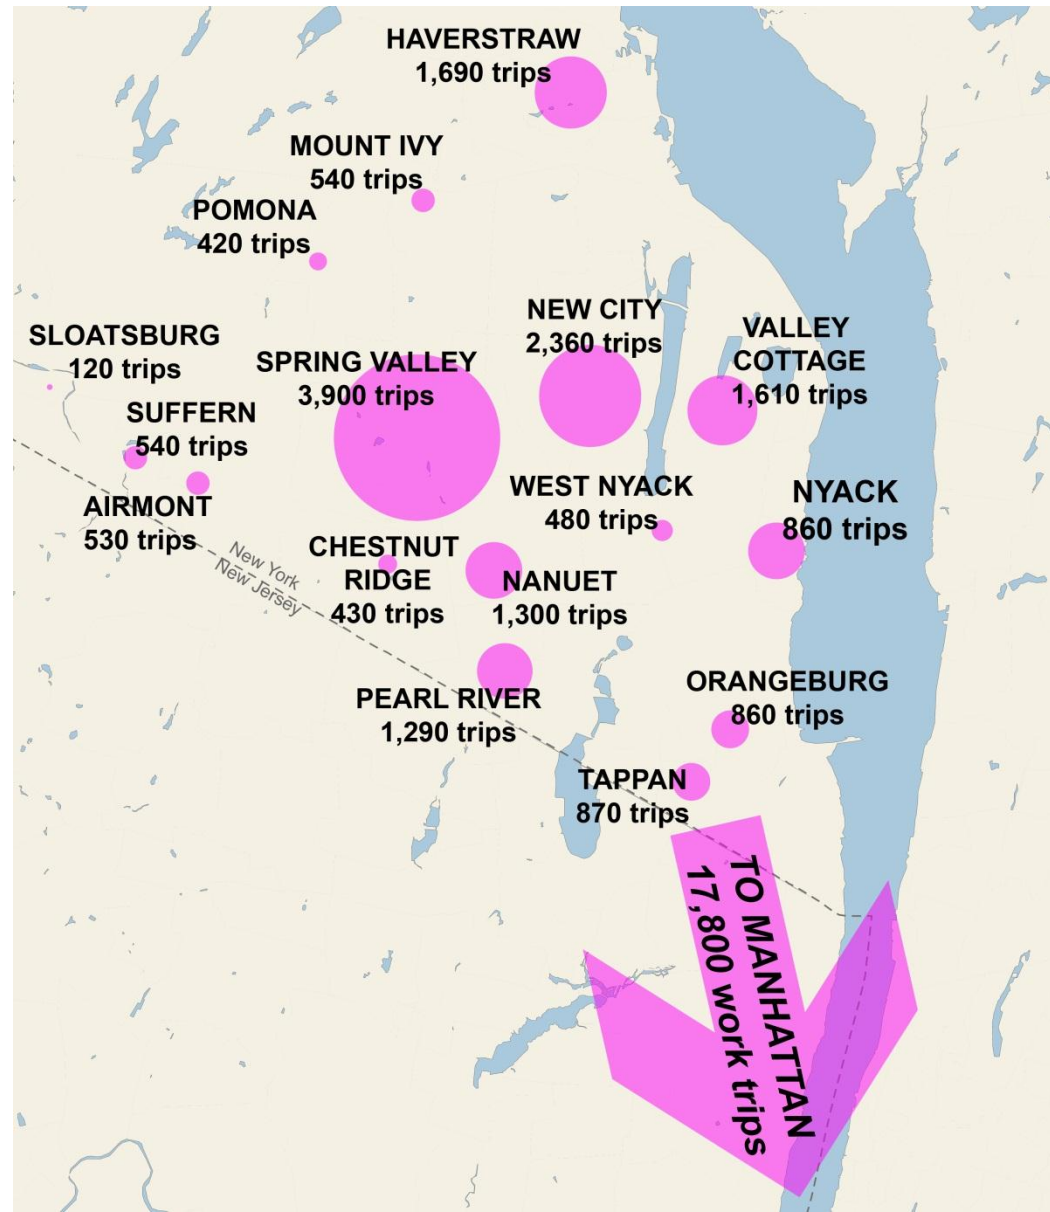 HAVERSTRAW
1,690 trips
MOUNT IVY
540 trips
POMONA
420 trips
NEW CITY
2,360 trips
VALLEY
COTTAGE
1,610 trips
SLOATSBURG
120 trips
SPRING VALLEY
3,900 trips
SUFFERN
540 trips
AIRMONT
530 trips
WEST NYACK
480 trips
NYACK
860 trips
New York
New Jersey
CHESTNUT
RIDGE
430 trips
NANUET
1,300 trips
PEARL RIVER
1,290 trips
ORANGEBURG
860 trips
TAPPAN
870 trips
TO MANHATTAN
17,800 work trips